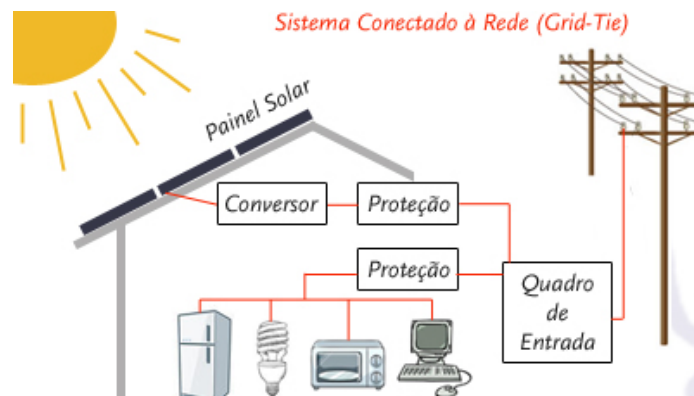 Sistema Conectado à Rede (Grid-Tie)
Painel Solar
Conversor
Proteção
Proteção
Quadro
de
Entrada